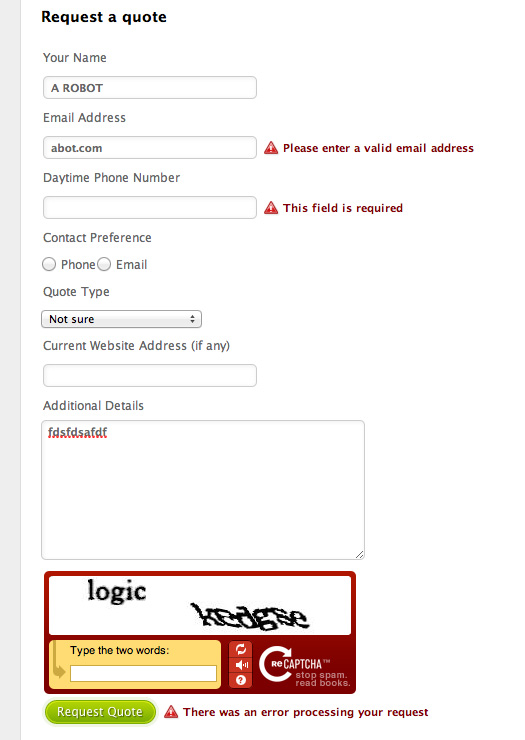 Request a quote
Your Name
A ROBOT
Email Address
abot.com
Please enter a valid email address
Daytime Phone Number
This field is required
Contact Preference
Phone Email
Quote Type
Not sure
Current Website Address (if any)
Additional Details
fdsfdsafdf
logic
Type the two words:
reCAPTCHA™
stop spam.
read books.
Request Quote
There was an error processing your request